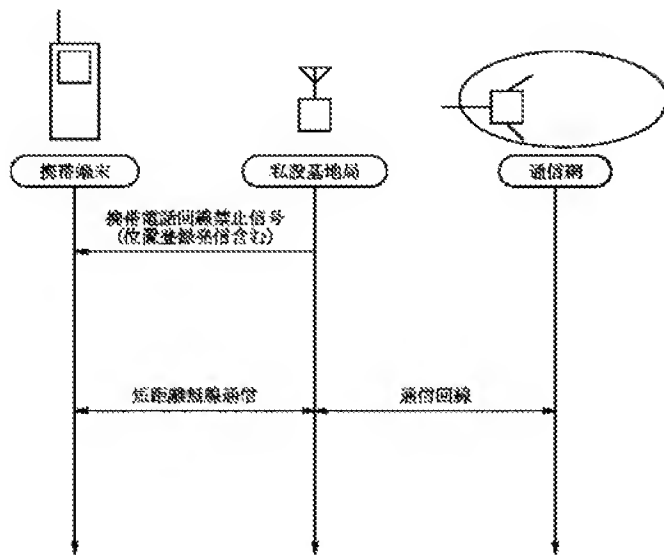 携帯端末
私設基地局
通信網
携帯電話回線禁止信号
(位置登録発信含む)
短距離無線通信
通信回線